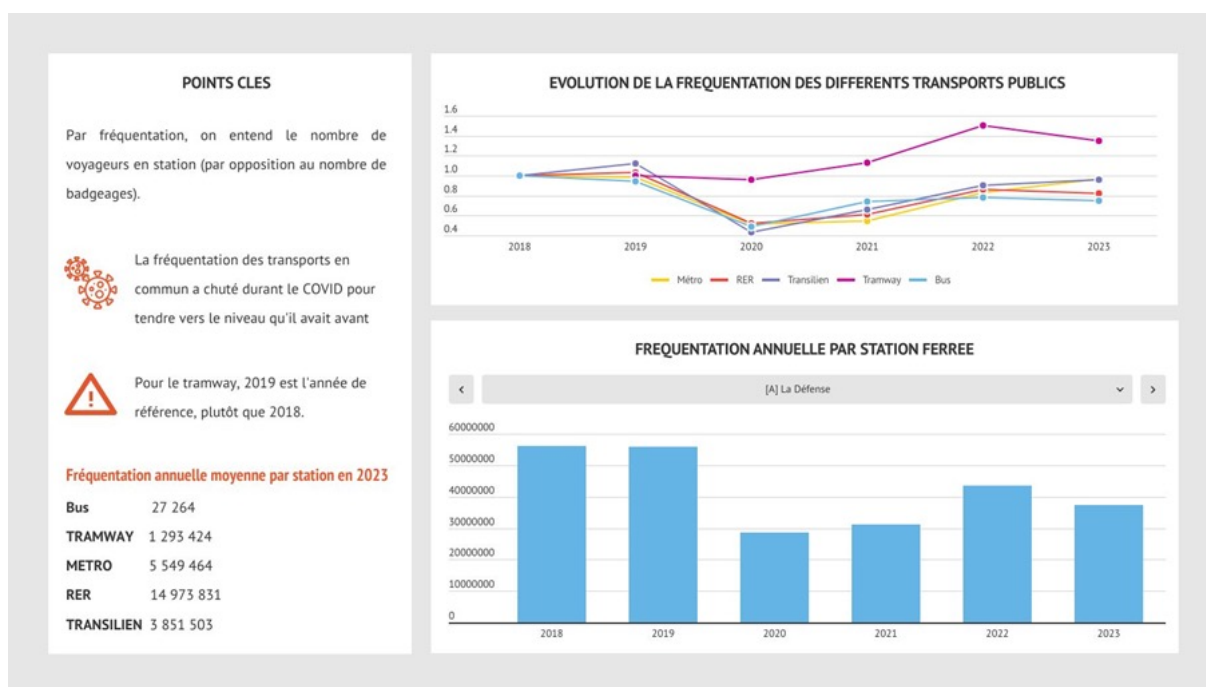 POINTS CLES
Par fréquentation, on entend le nombre de
voyageurs en station (par opposition au nombre de
badgeages).
La fréquentation des transports en
commun a chuté durant le COVID pour
tendre vers le niveau qu'il avait avant
Pour le tramway, 2019 est l'année de
référence, plutôt que 2018.
Fréquentation annuelle moyenne par station en 2023
Bus 27 264
TRAMWAY 1 293 424
METRO 5 549 464
RER 14 973 831
TRANSILIEN 3 851 503
EVOLUTION DE LA FREQUENTATION DES DIFFERENTS TRANSPORTS PUBLICS
1.6
1.4
1.2
1.0
0.8
0.6
0.4
2018 2019 2020 2021 2022 2023
Métro RER Transilien Tramway Bus
FREQUENTATION ANNUELLE PAR STATION FERREE
[A] La Défense
60000000
50000000
40000000
30000000
20000000
10000000
0
2018 2019 2020 2021 2022 2023